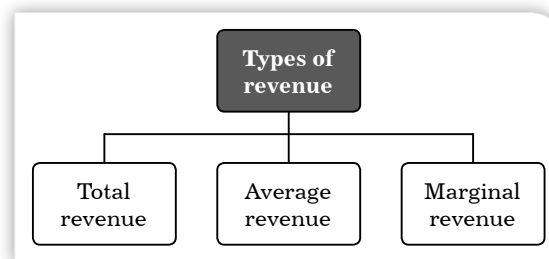 Types of
revenue
Total
revenue
Average
revenue
Marginal
revenue